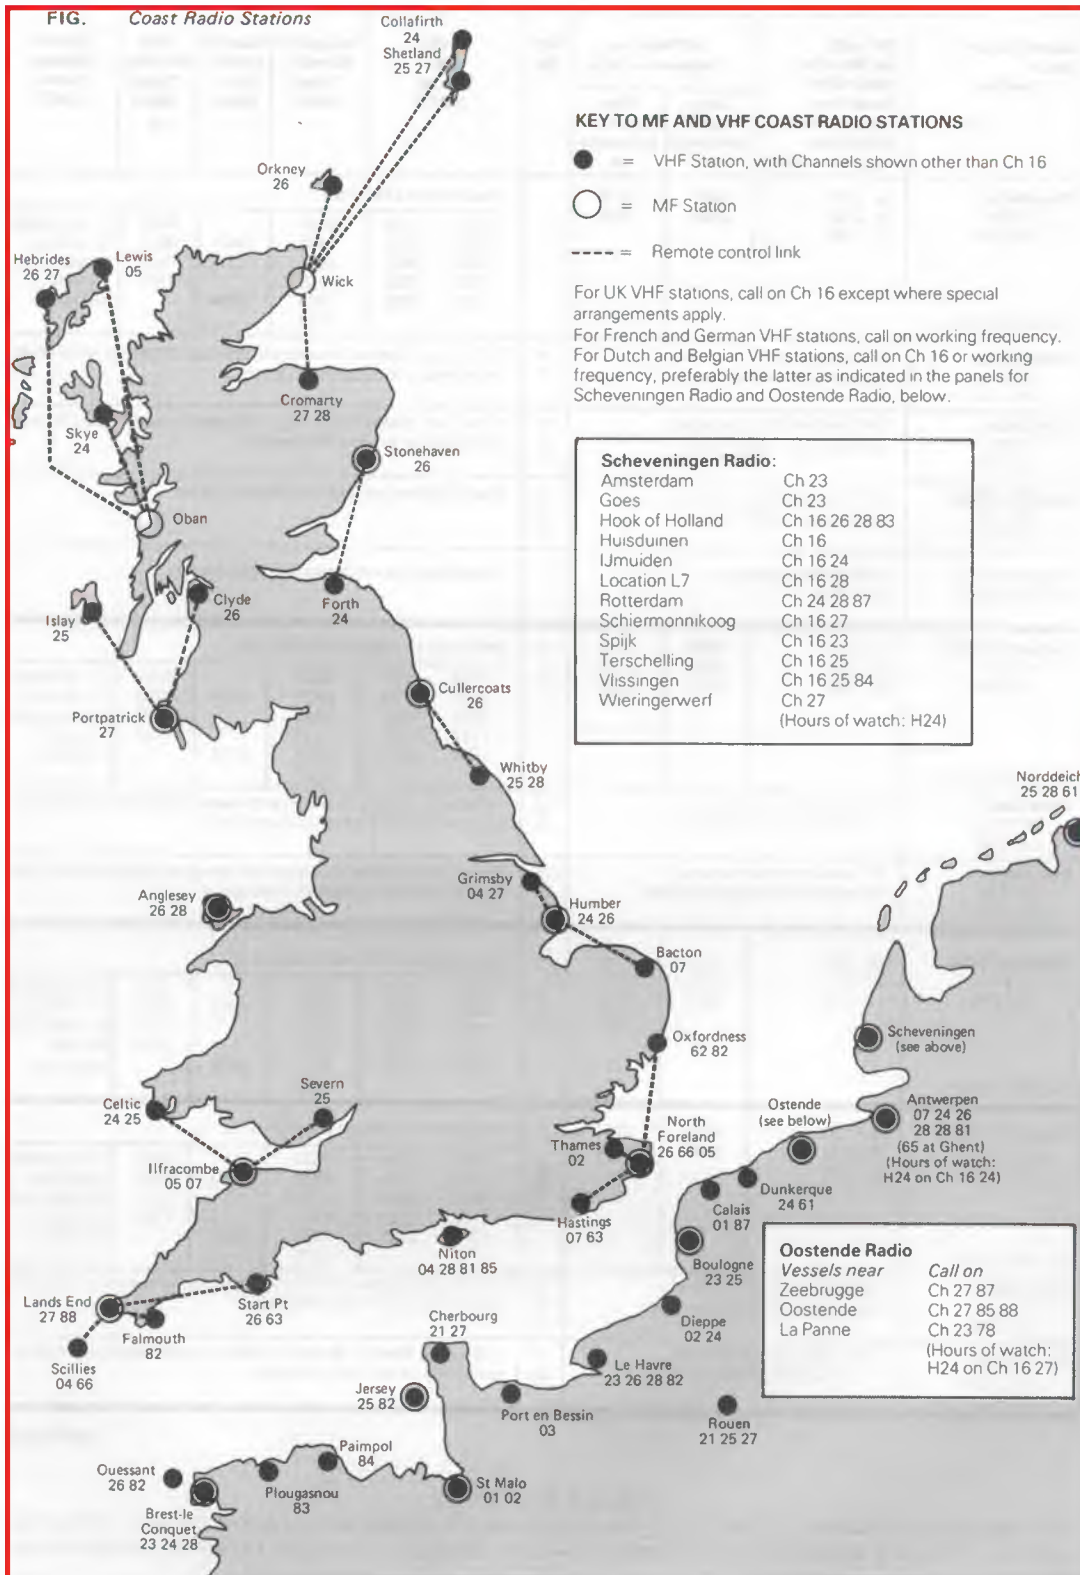 FIG. Coast Radio Stations
Collafirth
24
Shetland
25 27
KEY TO MF AND VHF COAST RADIO STATIONS
= VHF Station, with Channels shown other than Ch 16
= MF Station
= Remote control link
For UK VHF stations, call on Ch 16 except where special
arrangements apply.
For French and German VHF stations, call on working frequency.
For Dutch and Belgian VHF stations, call on Ch 16 or working
frequency, preferably the latter as indicated in the panels for
Scheveningen Radio and Oostende Radio, below.
Orkney
26
Hebrides
26 27
Lewis
05
Wick
Cromarty
27 28
Skye
24
Stonehaven
26
Oban
Scheveningen Radio:
Amsterdam Ch 23
Goes Ch 23
Hook of Holland Ch 16 26 28 83
Huisduinen Ch 16
IJmuiden Ch 16 24
Location L7 Ch 16 28
Rotterdam Ch 24 28 87
Schiermonnikoog Ch 16 27
Spijk Ch 16 23
Terschelling Ch 16 25
Vlissingen Ch 16 25 84
Wieringerwerf Ch 27
(Hours of watch: H24)
Clyde
26
Islay
25
Forth
24
Portpatrick
27
Cullercoats
26
Whitby
25 28
Norddeich
25 28 61
Grimsby
04 27
Anglesey
26 28
Humber
24 26
Bacton
07
Oxfordness
62 82
Scheveningen
(see above)
Celtic
24 25
Severn
25
Ilfracombe
05 07
Thames
02
North
Foreland
26 66 05
Ostende
(see below)
Antwerpen
07 24 26
28 28 81
(65 at Ghent)
(Hours of watch:
H24 on Ch 16 24)
Hastings
07 63
Dunkerque
24 61
Calais
01 87
Niton
04 28 81 85
Boulogne
23 25
Oostende Radio
Vessels near Call on
Zeebrugge Ch 27 87
Oostende Ch 27 85 88
La Panne Ch 23 78
(Hours of watch:
H24 on Ch 16 27)
Lands End
27 88
Start Pt
26 63
Falmouth
82
Scillies
04 66
Cherbourg
21 27
Dieppe
02 24
Le Havre
23 26 28 82
Jersey
25 82
Port en Bessin
03
Rouen
21 25 27
Paimpol
84
Ouessant
26 82
Plougasnou
83
St Malo
01 02
Brest-le
Conquet
23 24 28